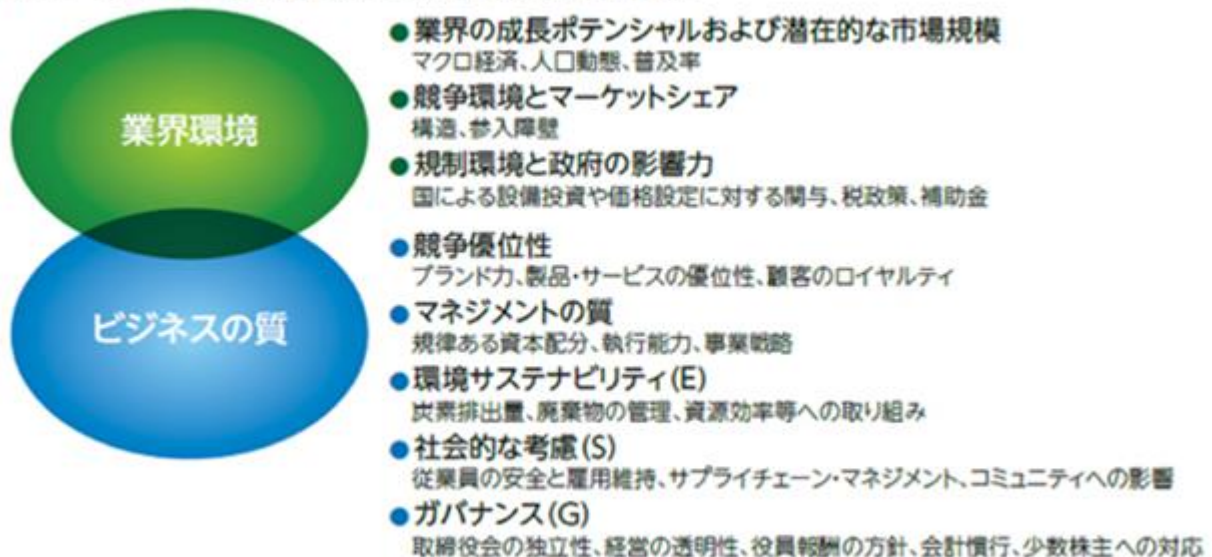 業界環境
●業界の成長ポテンシャルおよび潜在的な市場規模
マクロ経済、人口動態、普及率
●競争環境とマーケットシェア
構造、参入障壁
●規制環境と政府の影響力
国による設備投資や価格設定に対する関与、税政策、補助金
ビジネスの質
●競争優位性
ブランド力、製品・サービスの優位性、顧客のロイヤルティ
●マネジメントの質
規律ある資本配分、執行能力、事業戦略
●環境サステナビリティ(E)
炭素排出量、廃棄物の管理、資源効率等への取り組み
●社会的な考慮(S)
従業員の安全と雇用維持、サプライチェーン・マネジメント、コミュニティへの影響
●ガバナンス(G)
取締役会の独立性、経営の透明性、役員報酬の方針、会計慣行、少数株主への対応